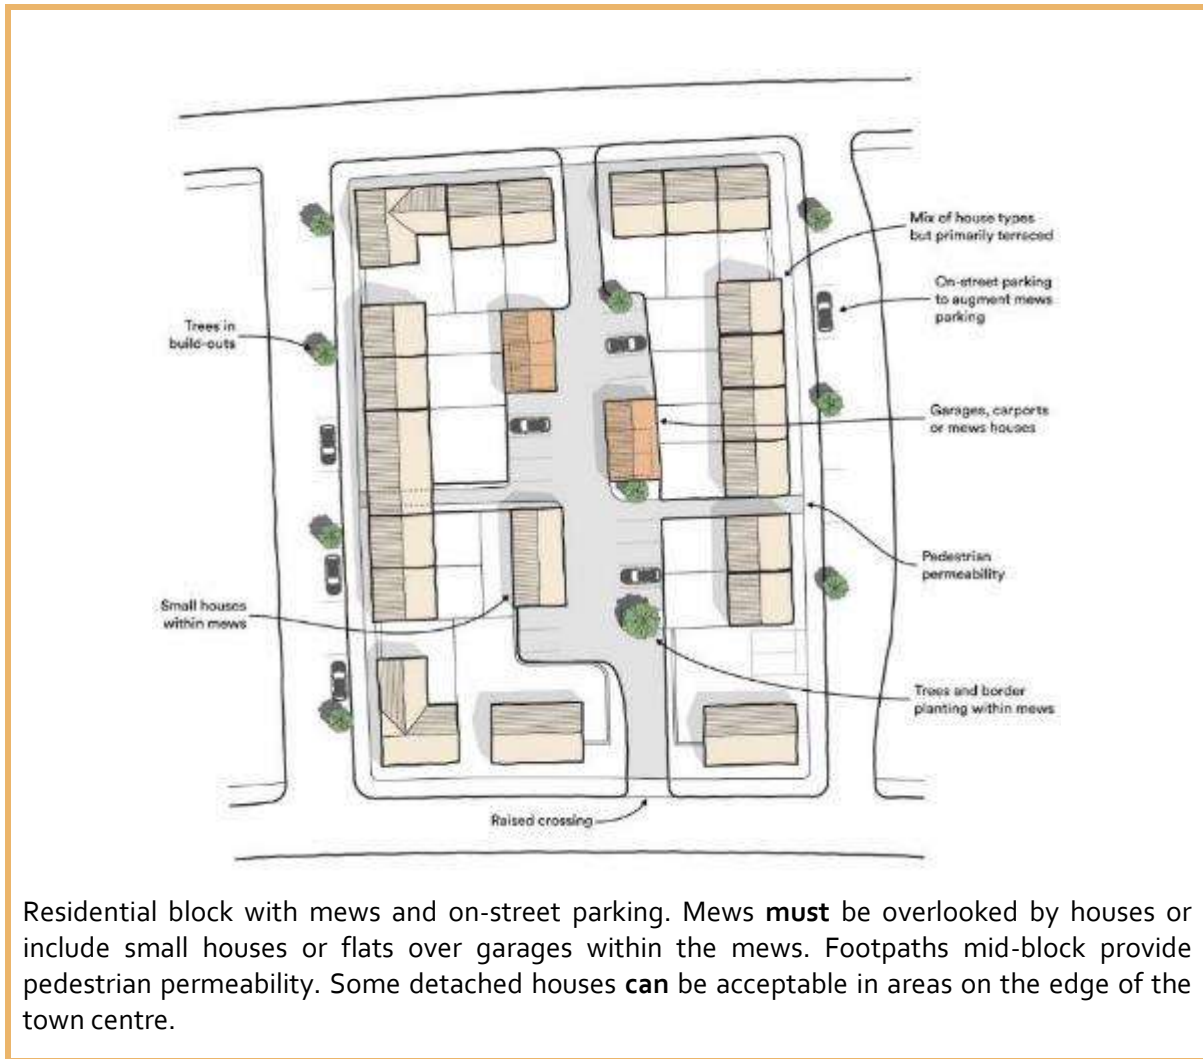 Mix of house types
but primarily terraced
On-street parking
to augment mews
parking
Trees in
build-outs
Garages, carports
or mews houses
Pedestrian
permeability
Small houses
within mews
Trees and border
planting within mews
Raised crossing
Residential block with mews and on-street parking. Mews must be overlooked by houses or
include small houses or flats over garages within the mews. Footpaths mid-block provide
pedestrian permeability. Some detached houses can be acceptable in areas on the edge of the
town centre.